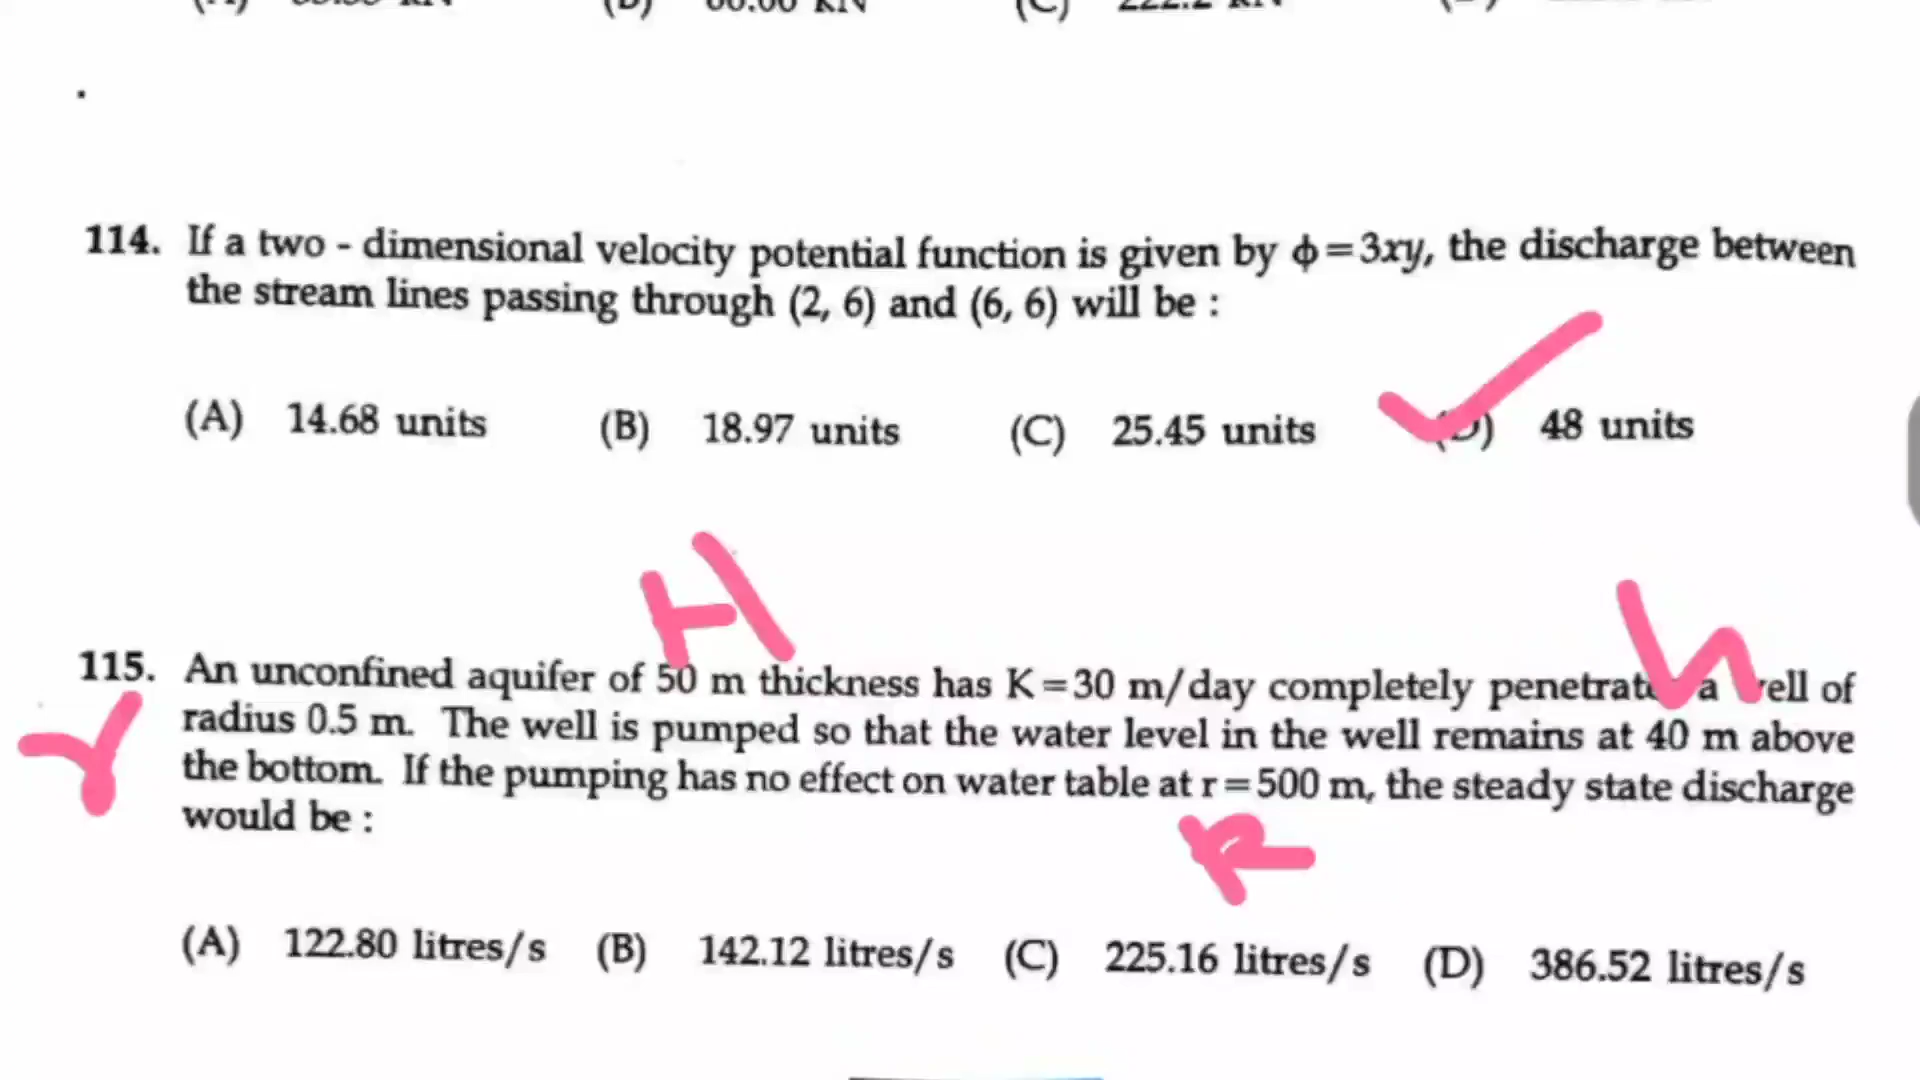 114. If a two - dimensional velocity potential function is given by ϕ=3xy, the discharge between
the stream lines passing through (2, 6) and (6, 6) will be :
(A) 14.68 units (B) 18.97 units (C) 25.45 units (D) 48 units
H
h
115. An unconfined aquifer of 50 m thickness has K=30 m/day completely penetrates a well of
r
radius 0.5 m. The well is pumped so that the water level in the well remains at 40 m above
the bottom. If the pumping has no effect on water table at r=500 m, the steady state discharge
would be :
R
(A) 122.80 litres/s (B) 142.12 litres/s (C) 225.16 litres/s (D) 386.52 litres/s